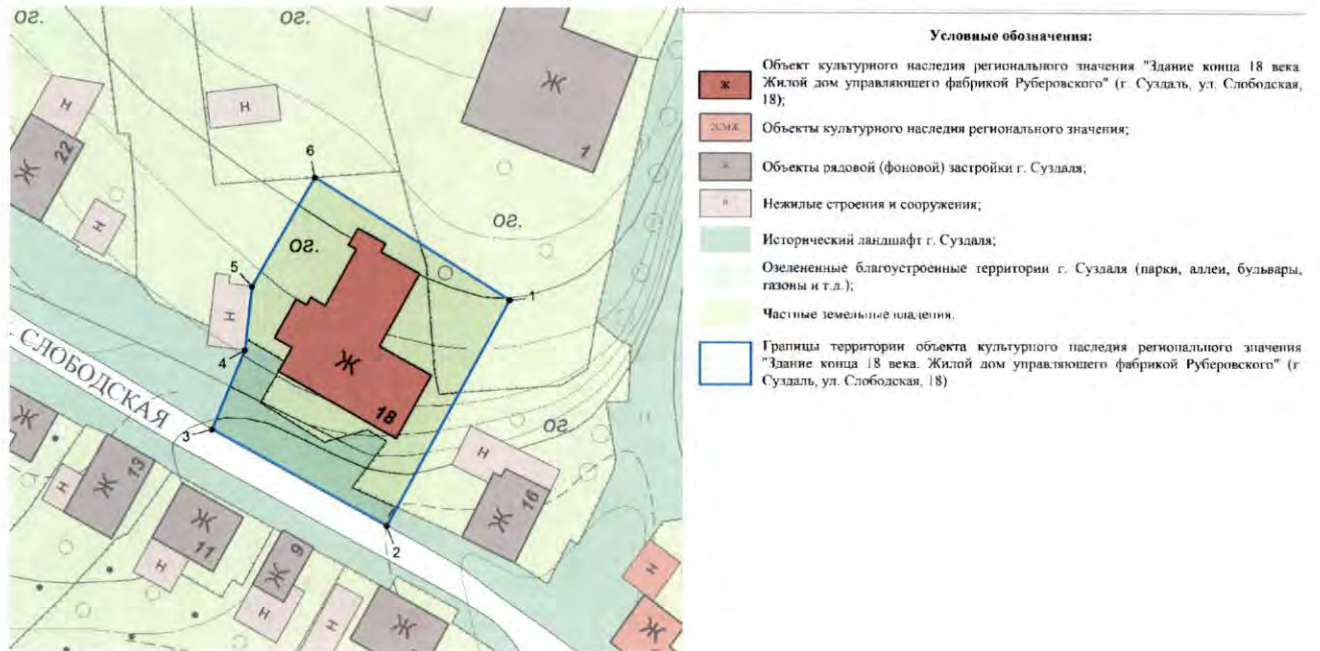 ог.
ог.
Ж
1
н
22
Ж
н
6
ог.
ог.
5
1
н
4
СЛОБОДСКАЯ
Ж
18
3
ог.
н
Ж
16
Ж
13
Ж
н
Ж
11
н
9
Ж
н
н
2
Ж
н
Ж
Условные обозначения:
Ж
Объект культурного наследия регионального значения "Здание конца 18 века
Жилой дом управляющего фабрикой Руберовского" (г. Суздаль, ул. Слободская,
18);
Объекты культурного наследия регионального значения;
Объекты рядовой (фоновой) застройки г. Суздаля;
н
Нежилые строения и сооружения;
Исторический ландшафт г. Суздаля;
Озелененные благоустроенные территории г. Суздаля (парки, аллеи, бульвары,
газоны и т.д.);
Частные земельные владения.
Границы территории объекта культурного наследия регионального значения
"Здание конца 18 века. Жилой дом управляющего фабрикой Руберовского" (г
Суздаль, ул. Слободская, 18)